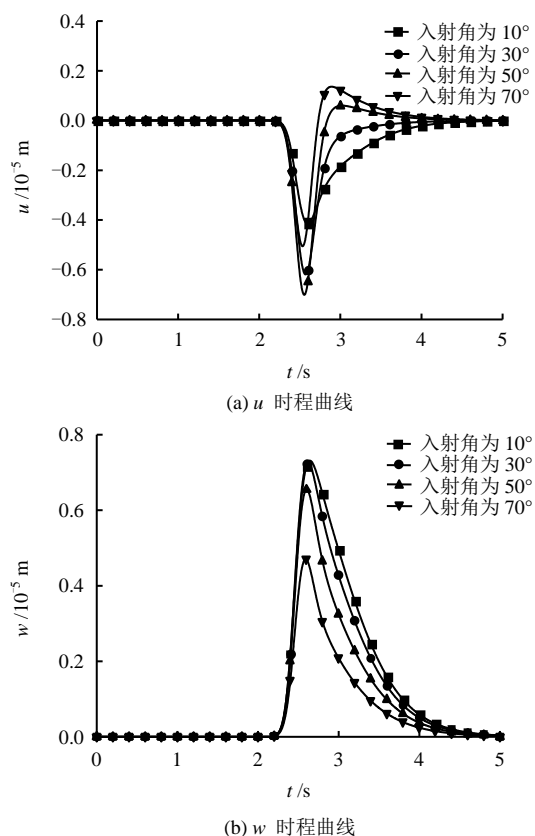 0.4
入射角为 10°
入射角为 30°
0.2
入射角为 50°
入射角为 70°
0.0
−0.2
u /10⁻⁵ m
−0.4
−0.6
−0.8
0 1 2 3 4 5
t /s
(a) u 时程曲线
0.8
入射角为 10°
入射角为 30°
入射角为 50°
0.6
入射角为 70°
w /10⁻⁵ m
0.4
0.2
0.0
0 1 2 3 4 5
t /s
(b) w 时程曲线